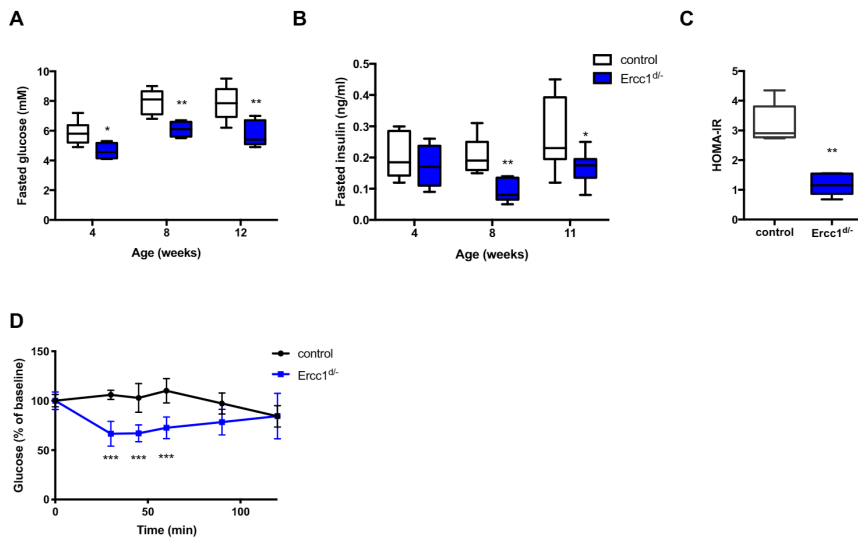 A
Fasted glucose (mM)
10
8
6
4
2
0
*
**
**
4
8
12
Age (weeks)
B
Fasted insulin (ng/ml)
0.5
0.4
0.3
0.2
0.1
0.0
**
*
4
8
11
Age (weeks)
control
Ercc1d/-
C
HOMA-IR
5
4
3
2
1
0
**
control
Ercc1d/-
D
Glucose (% of baseline)
150
100
50
0
***
***
***
0
50
100
Time (min)
control
Ercc1d/-